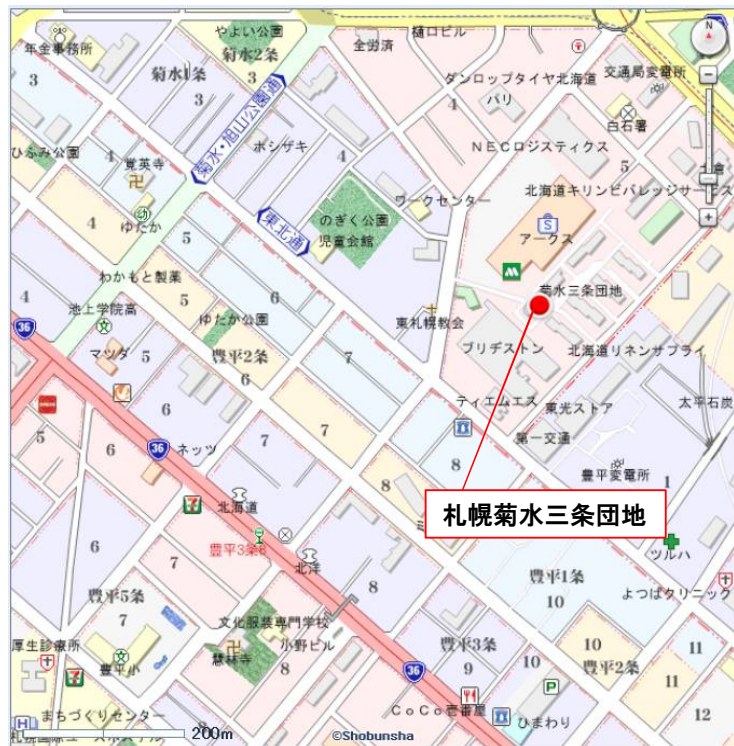 樋口ビル
やよい公園
年金事務所
菊水2条
全労済
菊水1条
3
3
3
ダンロップタイヤ北海道
交通局変電所
バリ
4
白石署
菊水・旭山公園通
ホシザキ
NECロジスティクス
4
5
ひふみ公園
覚英寺
ワークセンター
北海道キリンビバレッジサービス
4
幼
ゆたか
東北通
のぎく公園
児童会館
S
アークス
5
わかもと製薬
6
4
池上学院高
5
ゆたか公園
菊水三条団地
東札幌教会
36
マツダ
5
豊平2条
6
7
ブリヂストン
北海道リネンサプライ
6
7
ティエムエス
東光ストア
太平石炭
5
6
36
ネッツ
7
8
第一交通
8
豊平変電所
1
札幌菊水三条団地
北海道
豊平3条8
6
7
北洋
8
ツルハ
豊平1条
10
よつばクリニック
豊平5条
7
文化服装専門学校
小野ビル
慧林寺
8
豊平3条
9
10
10
豊平2条
11
11
12
厚生診療所
豊平小
36
P
CoCo壱番屋
ひまわり
H
まちづくりセンター
200m
©Shobunsha
N